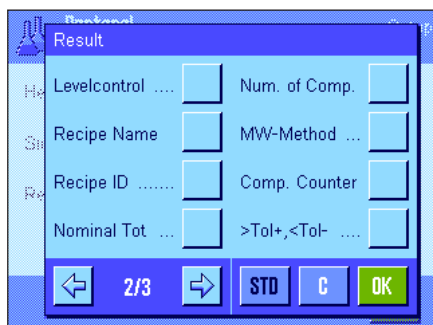 Result
Levelcontrol ....
Num. of Comp.
Recipe Name
MW-Method ...
Recipe ID .......
Comp. Counter
Nominal Tot ...
>Tol+,<Tol- ....
2/3
STD
C
OK